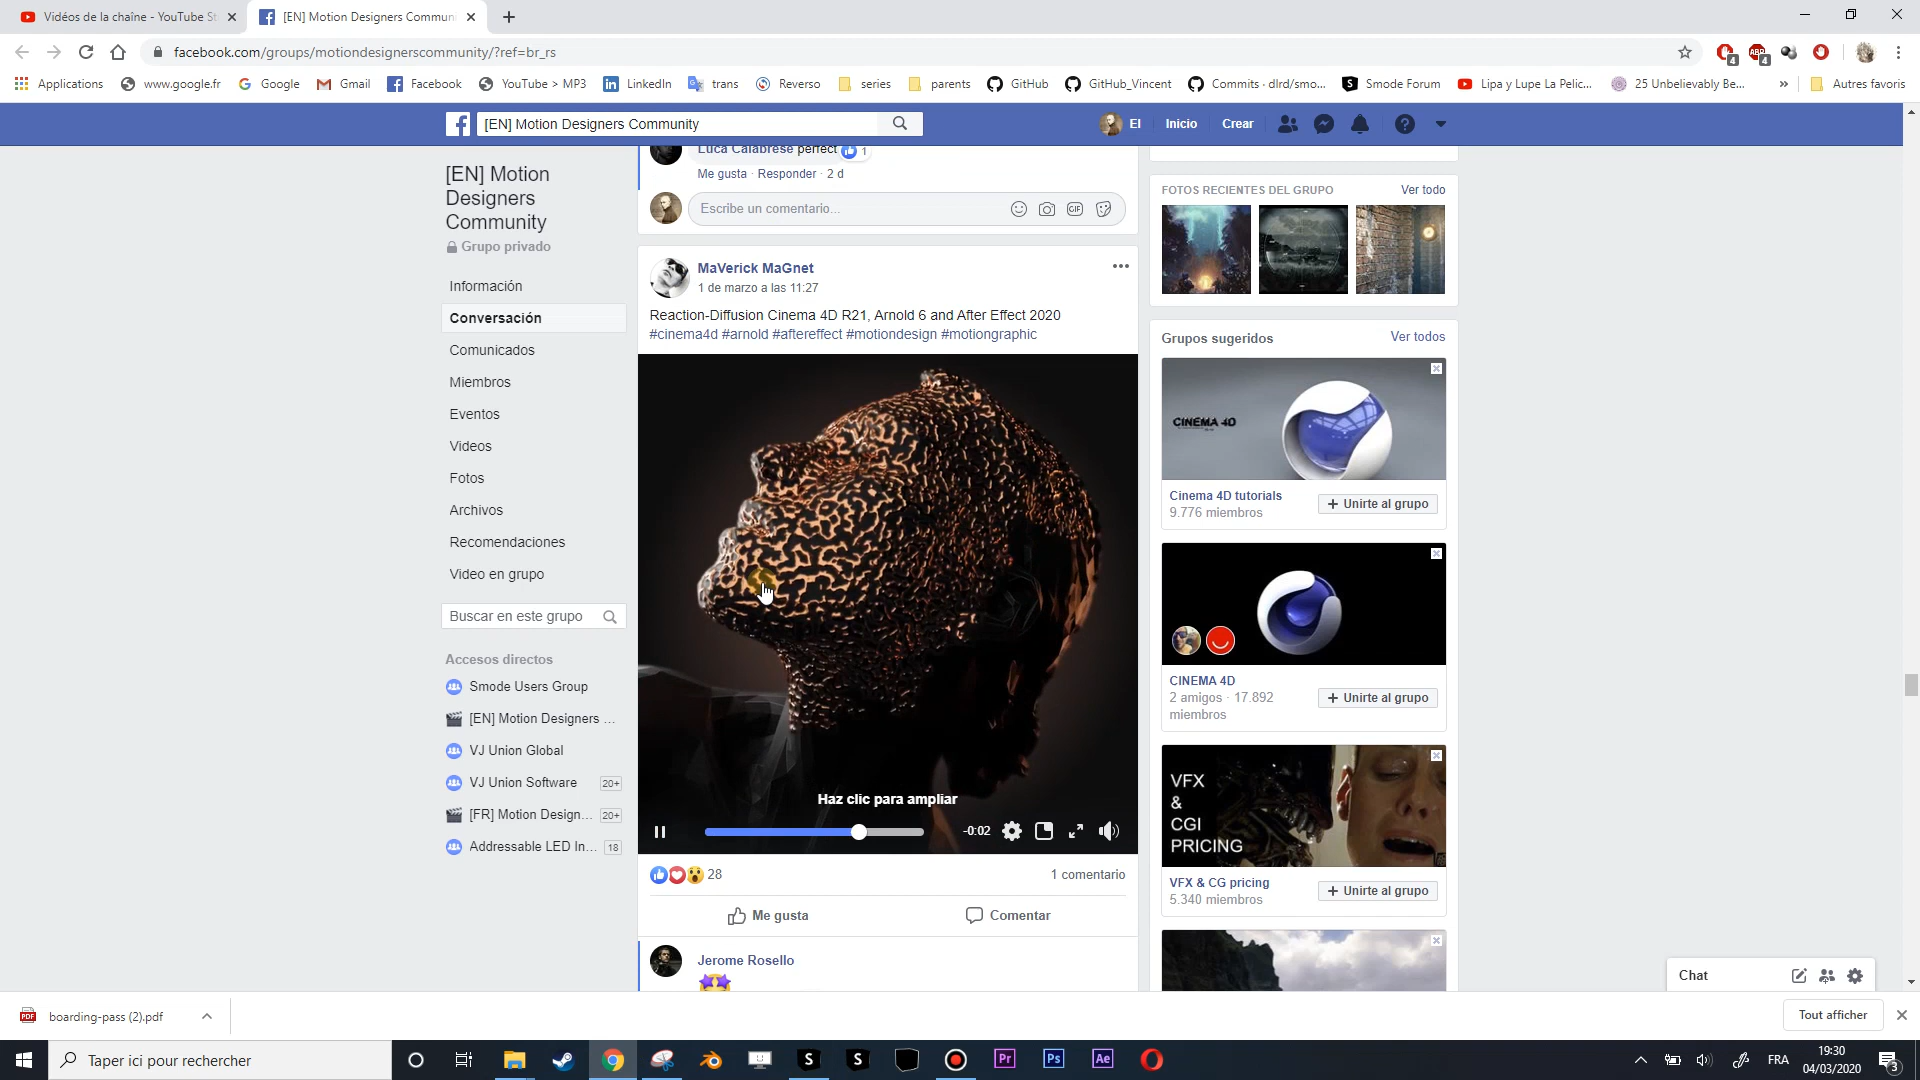 Vidéos de la chaîne - YouTube St
[EN] Motion Designers Communi
facebook.com/groups/motiondesignerscommunity/?ref=br_rs
Applications
www.google.fr
Google
Gmail
Facebook
YouTube > MP3
LinkedIn
trans
Reverso
series
parents
GitHub
GitHub_Vincent
Commits · dlrd/smo...
Smode Forum
Lipa y Lupe La Pelic...
25 Unbelievably Be...
»
Autres favoris
[EN] Motion Designers Community
El
Inicio
Crear
[EN] Motion
Designers
Community
Grupo privado
Información
Conversación
Comunicados
Miembros
Eventos
Videos
Fotos
Archivos
Recomendaciones
Video en grupo
Buscar en este grupo
Accesos directos
Smode Users Group
[EN] Motion Designers ...
VJ Union Global
VJ Union Software 20+
[FR] Motion Design... 20+
Addressable LED In... 18
Luca Calabrese perfect 1
Me gusta · Responder · 2 d
Escribe un comentario...
GIF
MaVerick MaGnet
1 de marzo a las 11:27
Reaction-Diffusion Cinema 4D R21, Arnold 6 and After Effect 2020
#cinema4d #arnold #aftereffect #motiondesign #motiongraphic
Haz clic para ampliar
-0:02
28
1 comentario
Me gusta
Comentar
Jerome Rosello
FOTOS RECIENTES DEL GRUPO
Ver todo
Grupos sugeridos
Ver todos
CINEMA 4D
Cinema 4D tutorials
9.776 miembros
+ Unirte al grupo
CINEMA 4D
2 amigos · 17.892
miembros
+ Unirte al grupo
VFX
&
CGI
PRICING
VFX & CG pricing
5.340 miembros
+ Unirte al grupo
Chat
boarding-pass (2).pdf
Tout afficher
Taper ici pour rechercher
Pr
Ps
Ae
FRA
19:30
04/03/2020
3